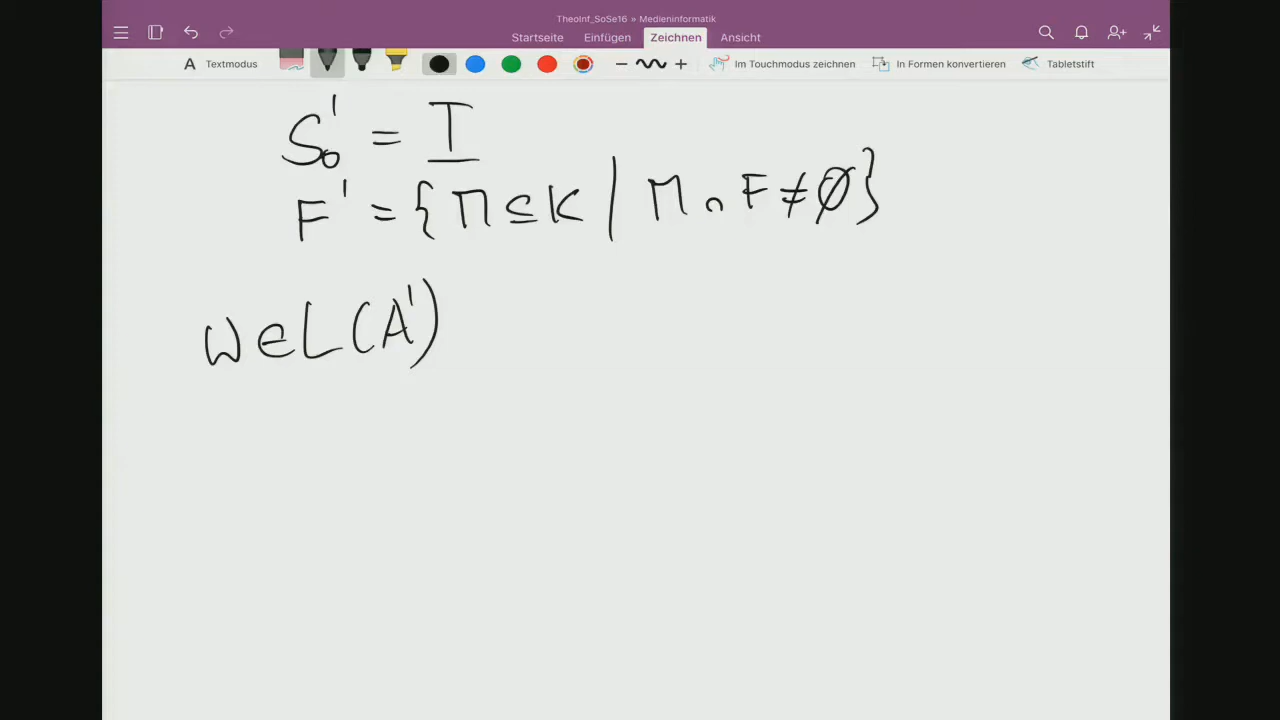 TheoInf_SoSe16 » Medieninformatik
Startseite Einfügen Zeichnen Ansicht
A Textmodus Im Touchmodus zeichnen In Formen konvertieren Tabletstift
S₀' = I
F' = {M ⊆ K | M ∩ F ≠ ∅}
w ∈ L(A')